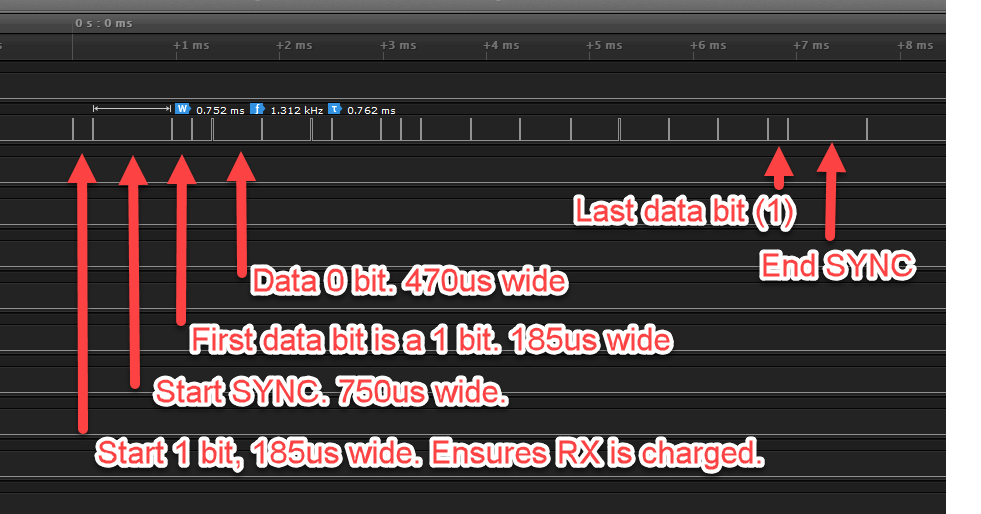 0 s : 0 ms
+1 ms
+2 ms
+3 ms
+4 ms
+5 ms
+6 ms
+7 ms
+8 ms
W 0.752 ms f 1.312 kHz τ 0.762 ms
Last data bit (1)
End SYNC
Data 0 bit. 470us wide
First data bit is a 1 bit. 185us wide
Start SYNC. 750us wide.
Start 1 bit, 185us wide. Ensures RX is charged.